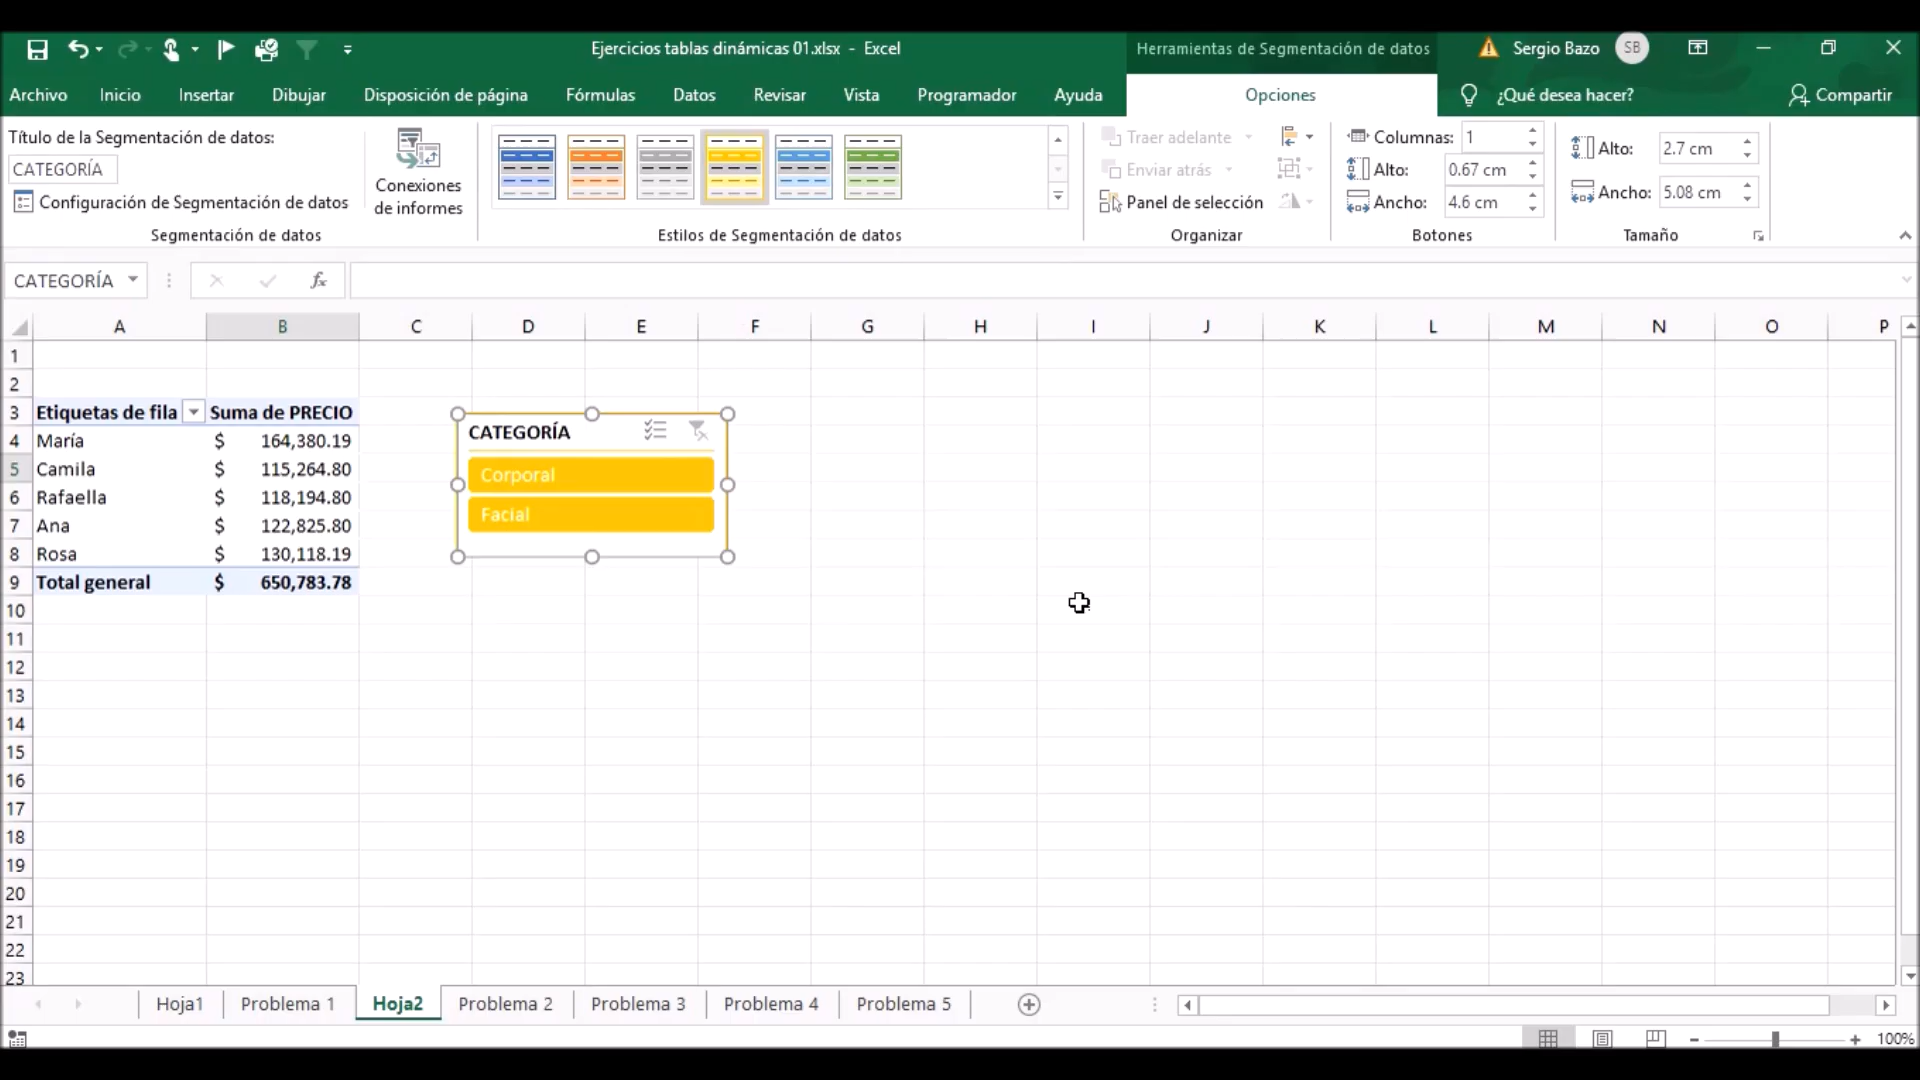 Ejercicios tablas dinámicas 01.xlsx - Excel
Herramientas de Segmentación de datos
Sergio Bazo
SB
Archivo
Inicio
Insertar
Dibujar
Disposición de página
Fórmulas
Datos
Revisar
Vista
Programador
Ayuda
Opciones
¿Qué desea hacer?
Compartir
Título de la Segmentación de datos:
CATEGORÍA
Configuración de Segmentación de datos
Segmentación de datos
Conexiones
de informes
Estilos de Segmentación de datos
Traer adelante
Enviar atrás
Panel de selección
Organizar
Columnas: 1
Alto: 0.67 cm
Ancho: 4.6 cm
Botones
Alto: 2.7 cm
Ancho: 5.08 cm
Tamaño
CATEGORÍA
fx
A B C D E F G H I J K L M N O P
1
2
3 Etiquetas de fila Suma de PRECIO
4 María $ 164,380.19
5 Camila $ 115,264.80
6 Rafaella $ 118,194.80
7 Ana $ 122,825.80
8 Rosa $ 130,118.19
9 Total general $ 650,783.78
10
11
12
13
14
15
16
17
18
19
20
21
22
23
CATEGORÍA
Corporal
Facial
Hoja1
Problema 1
Hoja2
Problema 2
Problema 3
Problema 4
Problema 5
100%